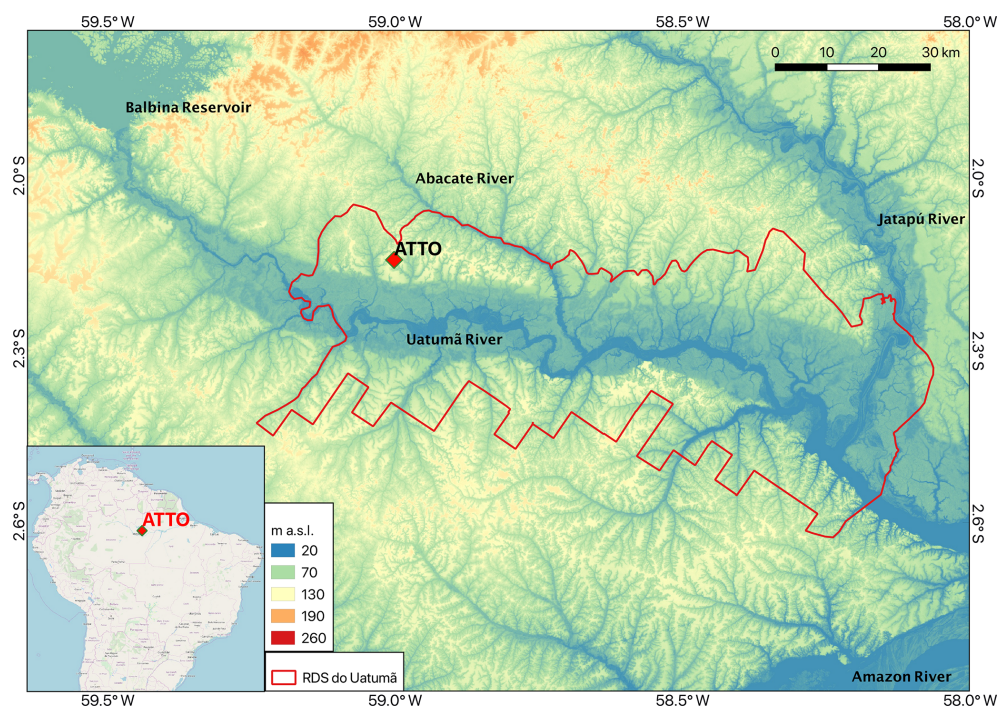 59.5°W 59.0°W 58.5°W 58.0°W
0 10 20 30 km
Balbina Reservoir
2.0°S
2.0°S
Abacate River
Jatapú River
ATTO
Uatumã River
2.3°S
2.3°S
2.6°S
2.6°S
ATTO
m a.s.l.
20
70
130
190
260
RDS do Uatumã
Amazon River
59.5°W 59.0°W 58.5°W 58.0°W